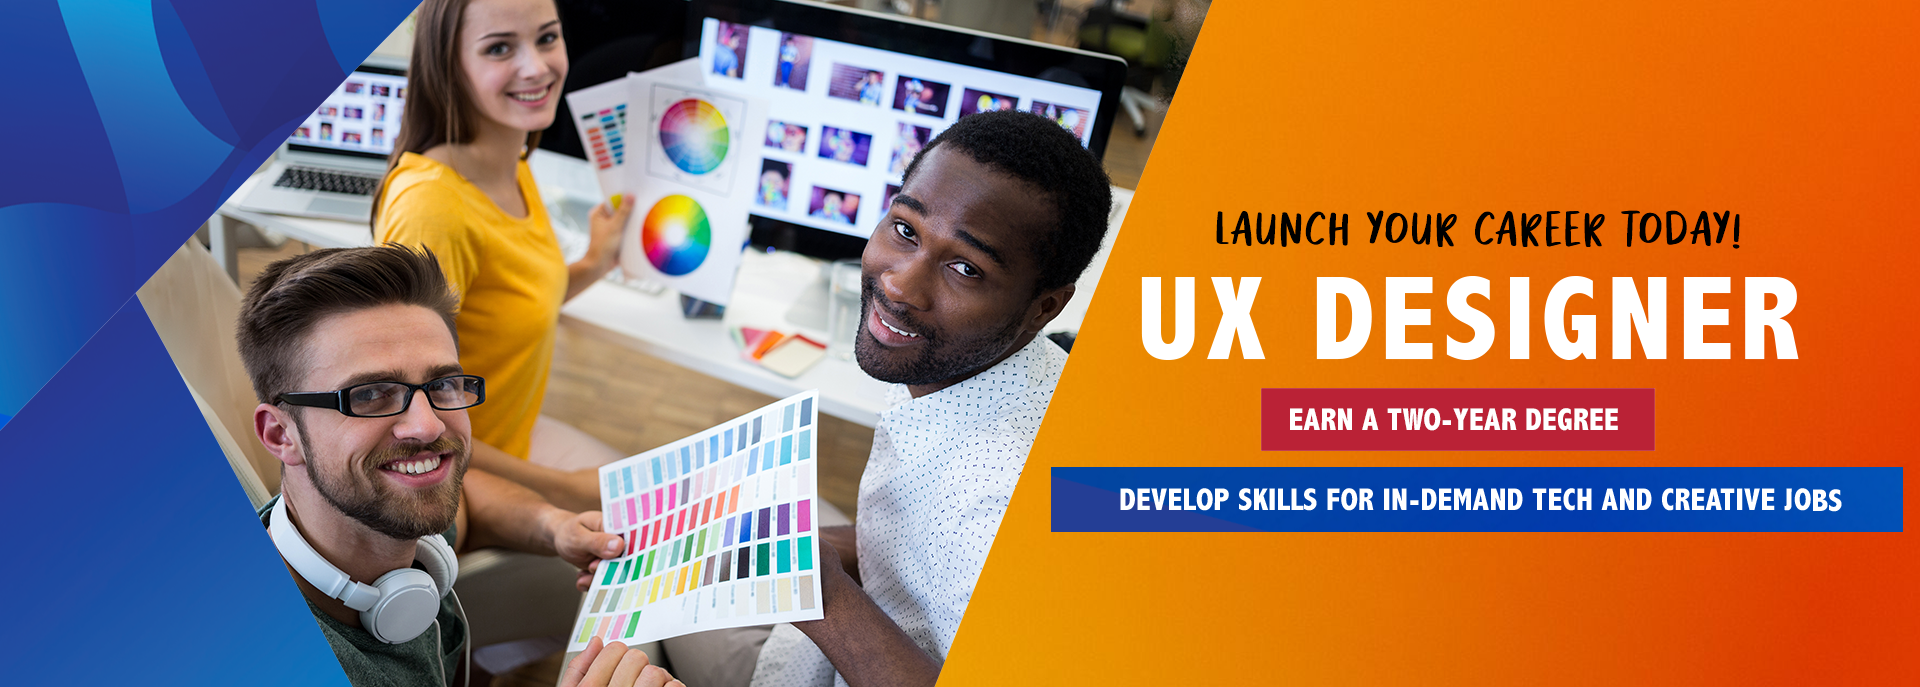 LAUNCH YOUR CAREER TODAY!
UX DESIGNER
EARN A TWO-YEAR DEGREE
DEVELOP SKILLS FOR IN-DEMAND TECH AND CREATIVE JOBS